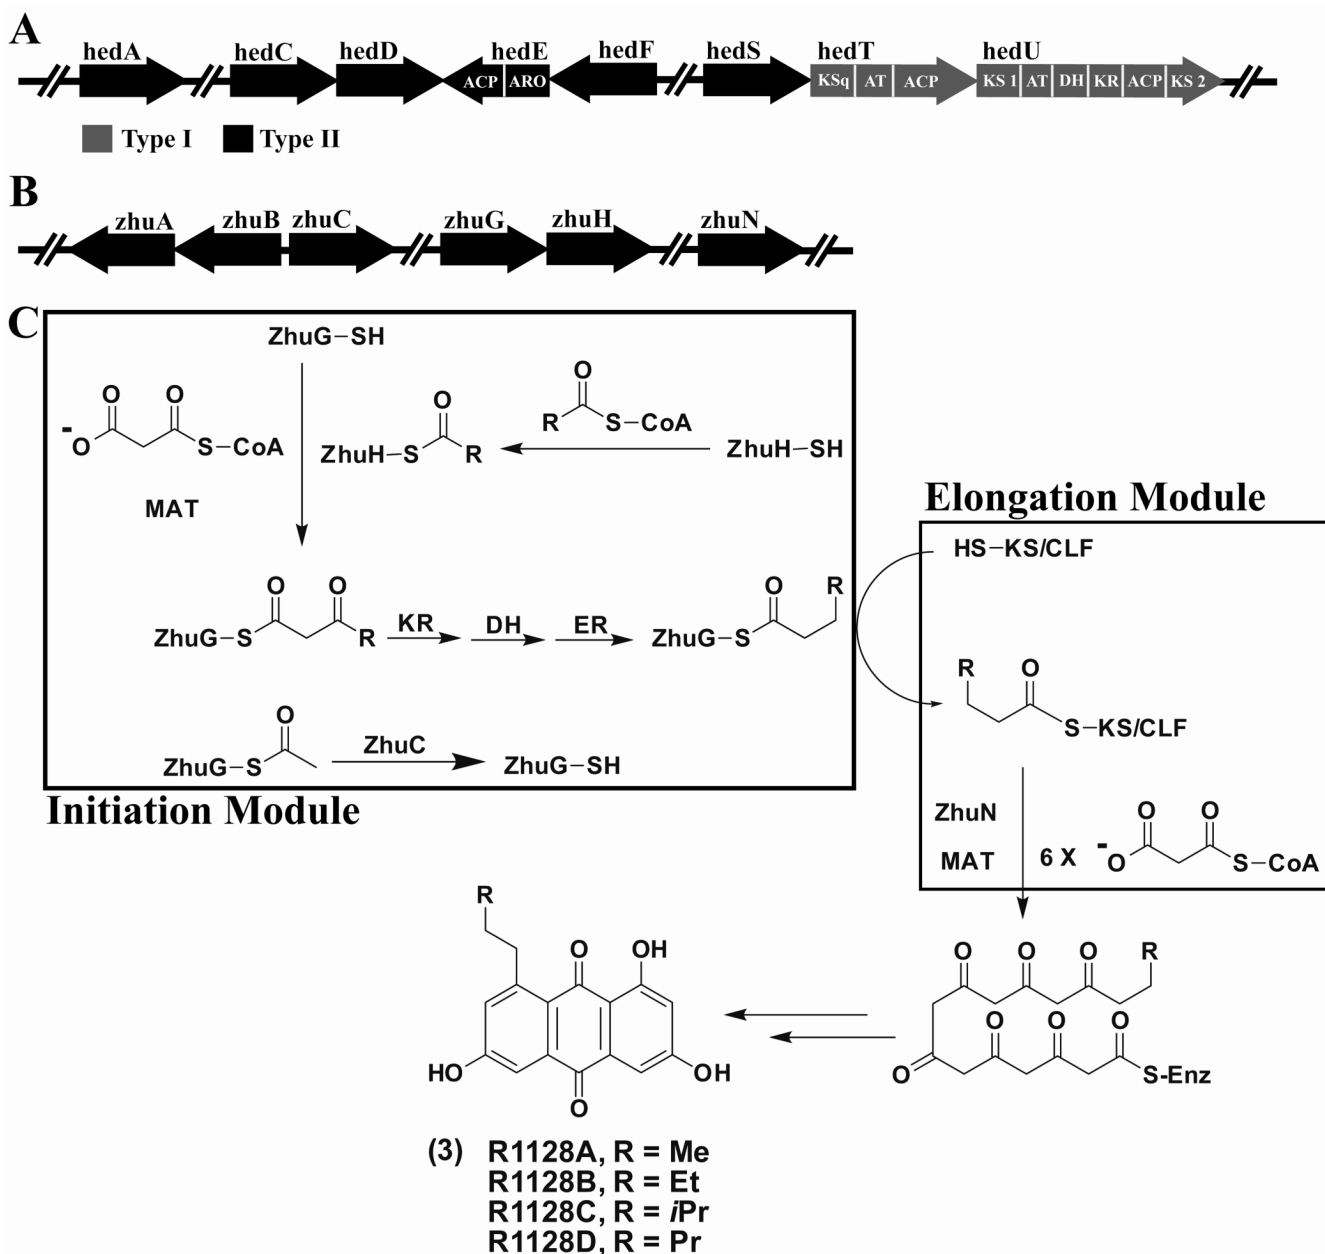 A
hedA hedC hedD hedE hedF hedS hedT hedU
ACP ARO KSq AT ACP KS 1 AT DH KR ACP KS 2
Type I Type II
B
zhuA zhuB zhuC zhuG zhuH zhuN
C
ZhuG-SH
O O O
-O S-CoA R S-CoA
O
ZhuH-S R ZhuH-SH
MAT
Elongation Module
HS-KS/CLF
O O O R
ZhuG-S R KR DH ER ZhuG-S
R O
S-KS/CLF
O
ZhuG-S ZhuC ZhuG-SH
Initiation Module
ZhuN O O
MAT 6 X -O S-CoA
R
O OH O O O R
O O O
HO OH O S-Enz
O
(3) R1128A, R = Me
R1128B, R = Et
R1128C, R = iPr
R1128D, R = Pr